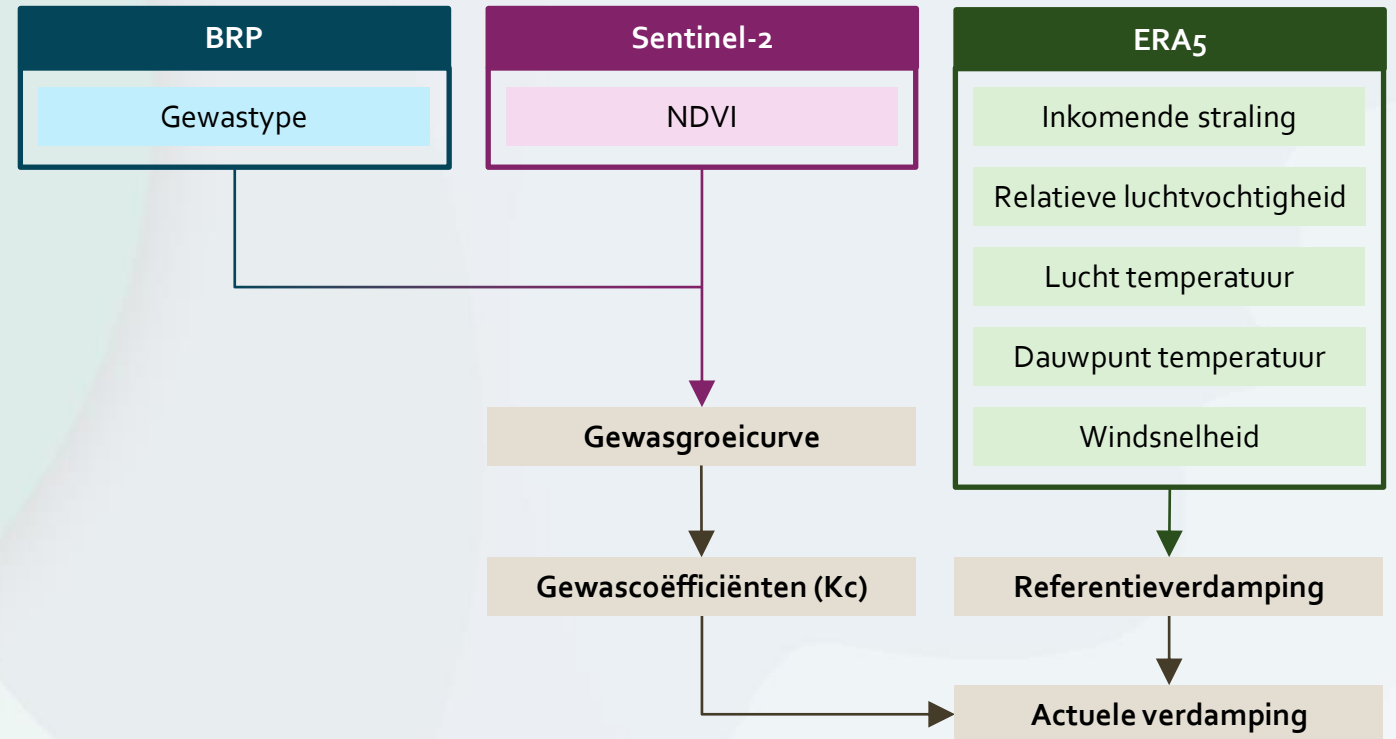 BRP
Gewastype
Sentinel-2
NDVI
ERA5
Inkomende straling
Relatieve luchtvochtigheid
Lucht temperatuur
Dauwpunt temperatuur
Windsnelheid
Gewasgroeicurve
Gewascoëfficiënten (Kc)
Referentieverdamping
Actuele verdamping